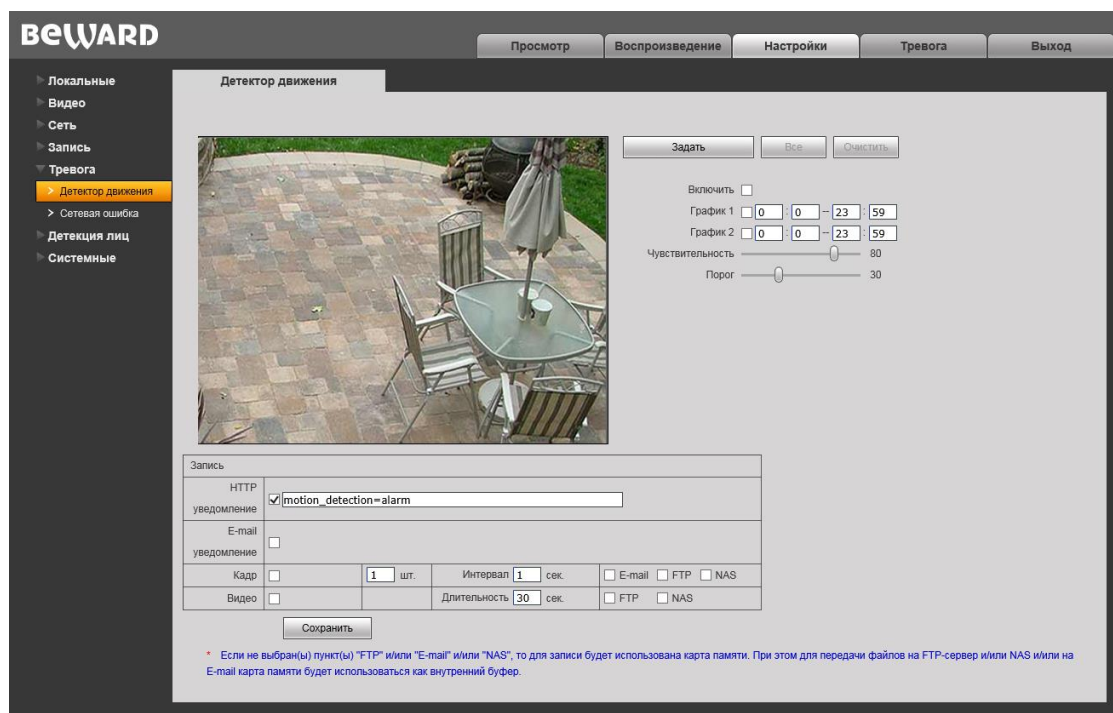 BEWARD
Просмотр Воспроизведение Настройки Тревога Выход
Локальные
Видео
Сеть
Запись
Тревога
Детектор движения
Сетевая ошибка
Детекция лиц
Системные
Детектор движения
Задать Все Очистить
Включить
График 1 0 : 0 -- 23 : 59
График 2 0 : 0 -- 23 : 59
Чувствительность 80
Порог 30
Запись
HTTP уведомление motion_detection=alarm
E-mail уведомление
Кадр 1 шт. Интервал 1 сек. E-mail FTP NAS
Видео Длительность 30 сек. FTP NAS
Сохранить
* Если не выбран(ы) пункт(ы) "FTP" и/или "E-mail" и/или "NAS", то для записи будет использована карта памяти. При этом для передачи файлов на FTP-сервер и/или NAS и/или на
E-mail карта памяти будет использоваться как внутренний буфер.